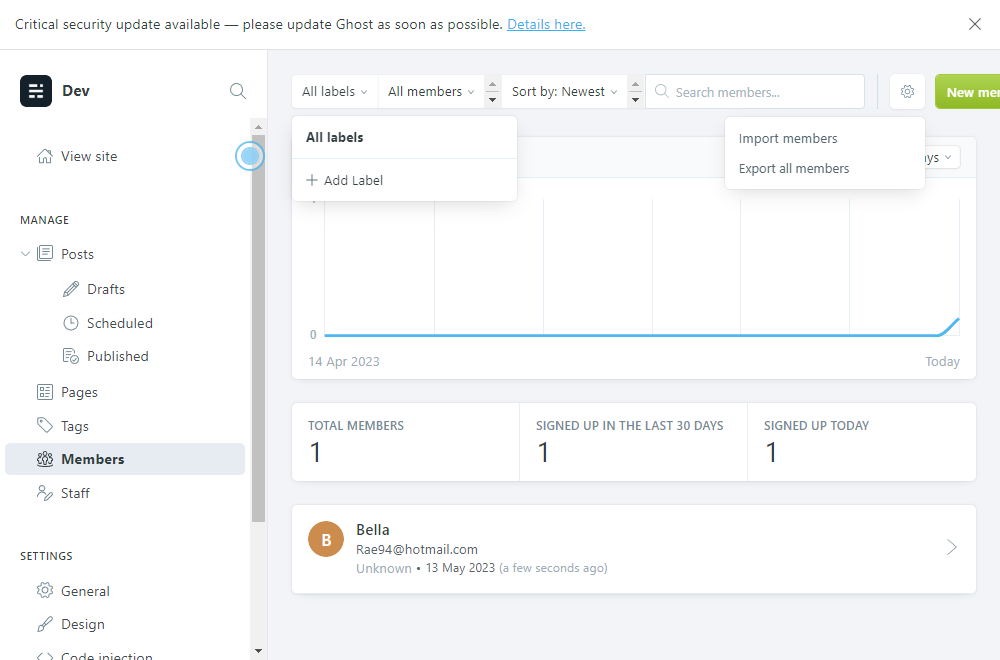 Critical security update available — please update Ghost as soon as possible. Details here.
Dev
View site
MANAGE
Posts
Drafts
Scheduled
Published
Pages
Tags
Members
Staff
SETTINGS
General
Design
Code injection
All labels
All members
Sort by: Newest
Search members...
All labels
Add Label
Import members
Export all members
0
14 Apr 2023
Today
TOTAL MEMBERS
1
SIGNED UP IN THE LAST 30 DAYS
1
SIGNED UP TODAY
1
B
Bella
Rae94@hotmail.com
Unknown • 13 May 2023 (a few seconds ago)